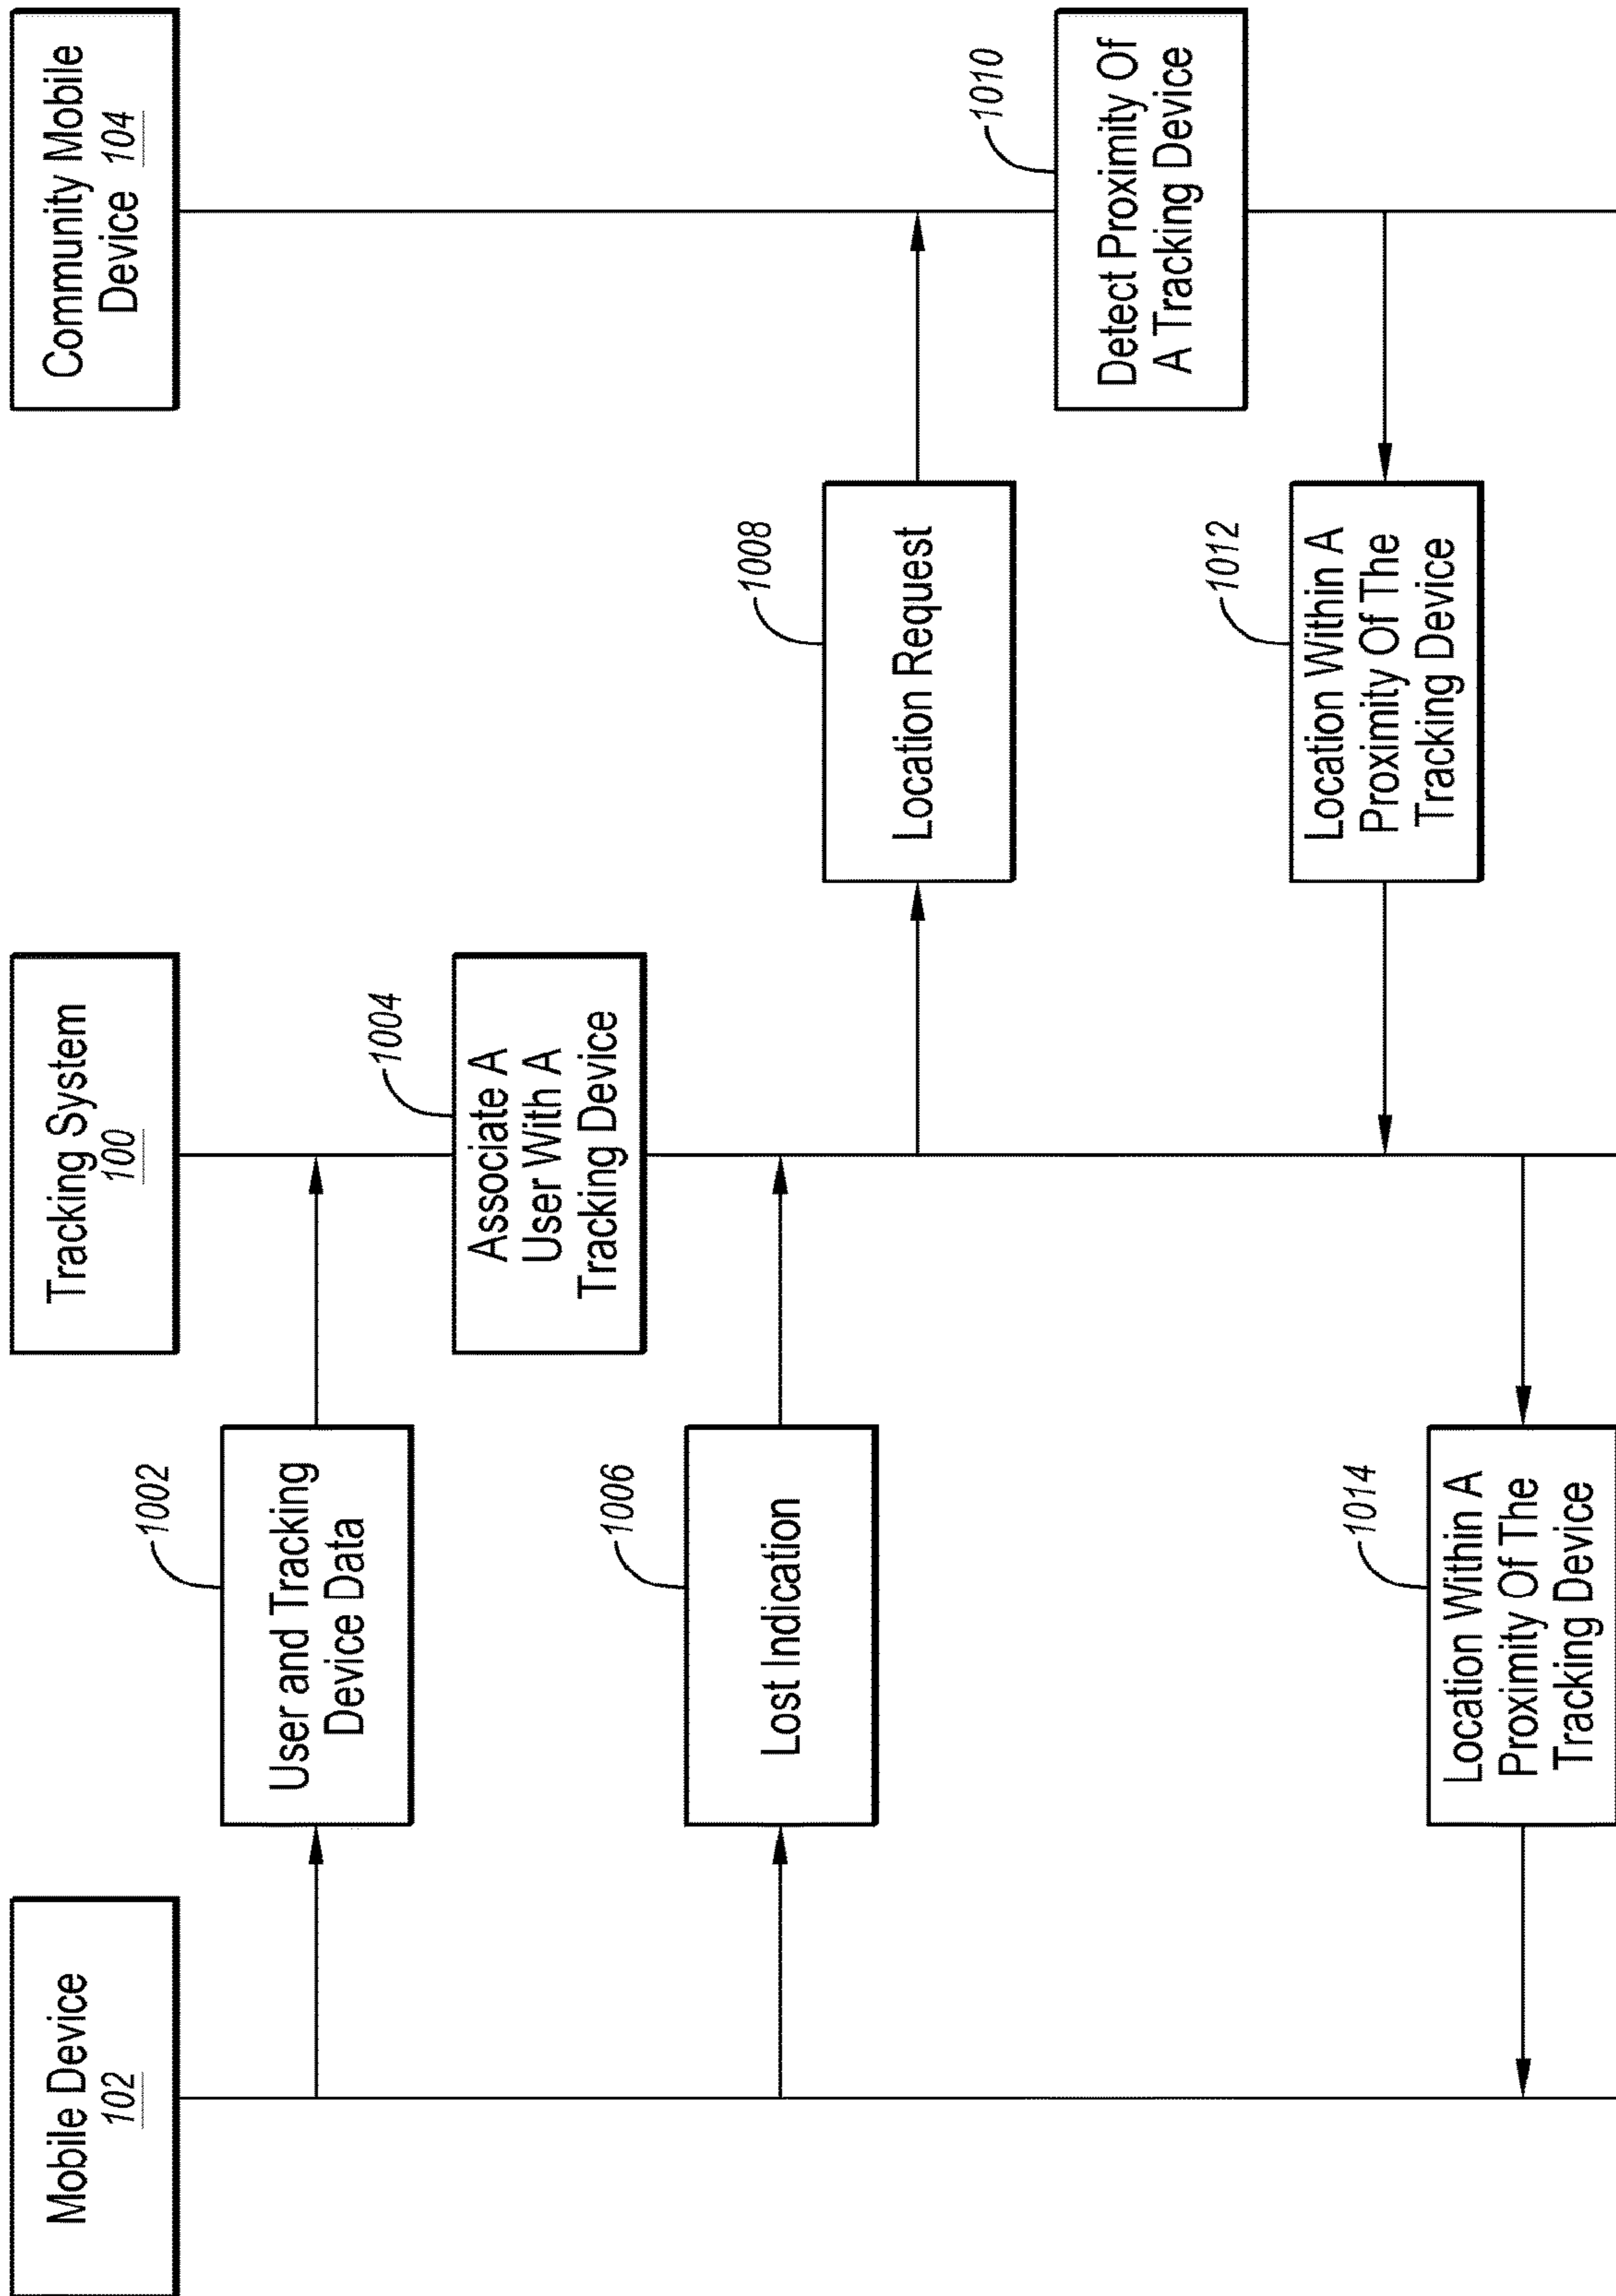 Mobile Device
102
Tracking System
100
Community Mobile
Device 104
1002
User and Tracking
Device Data
1004
Associate A
User With A
Tracking Device
1006
Lost Indication
1008
Location Request
1010
Detect Proximity Of
A Tracking Device
1012
Location Within A
Proximity Of The
Tracking Device
1014
Location Within A
Proximity Of The
Tracking Device